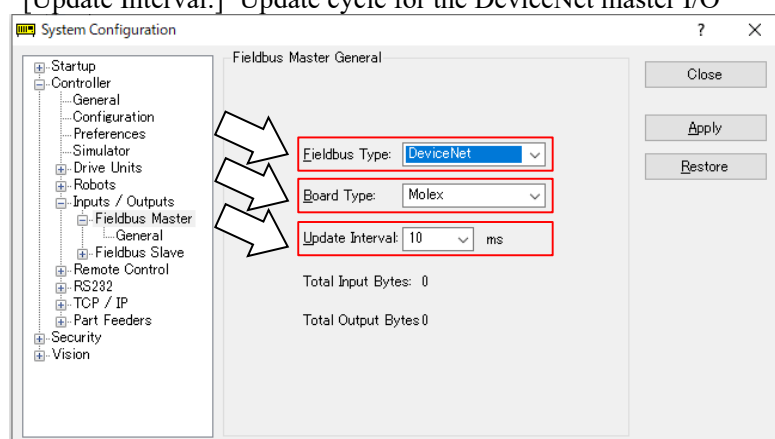 [Update Interval:] Update cycle for the DeviceNet master I/O
System Configuration
? ×
Startup
Controller
General
Configuration
Preferences
Simulator
Drive Units
Robots
Inputs / Outputs
Fieldbus Master
General
Fieldbus Slave
Remote Control
RS232
TCP / IP
Part Feeders
Security
Vision
Fieldbus Master General
Fieldbus Type: DeviceNet
Board Type: Molex
Update Interval: 10 ms
Total Input Bytes: 0
Total Output Bytes 0
Close
Apply
Restore